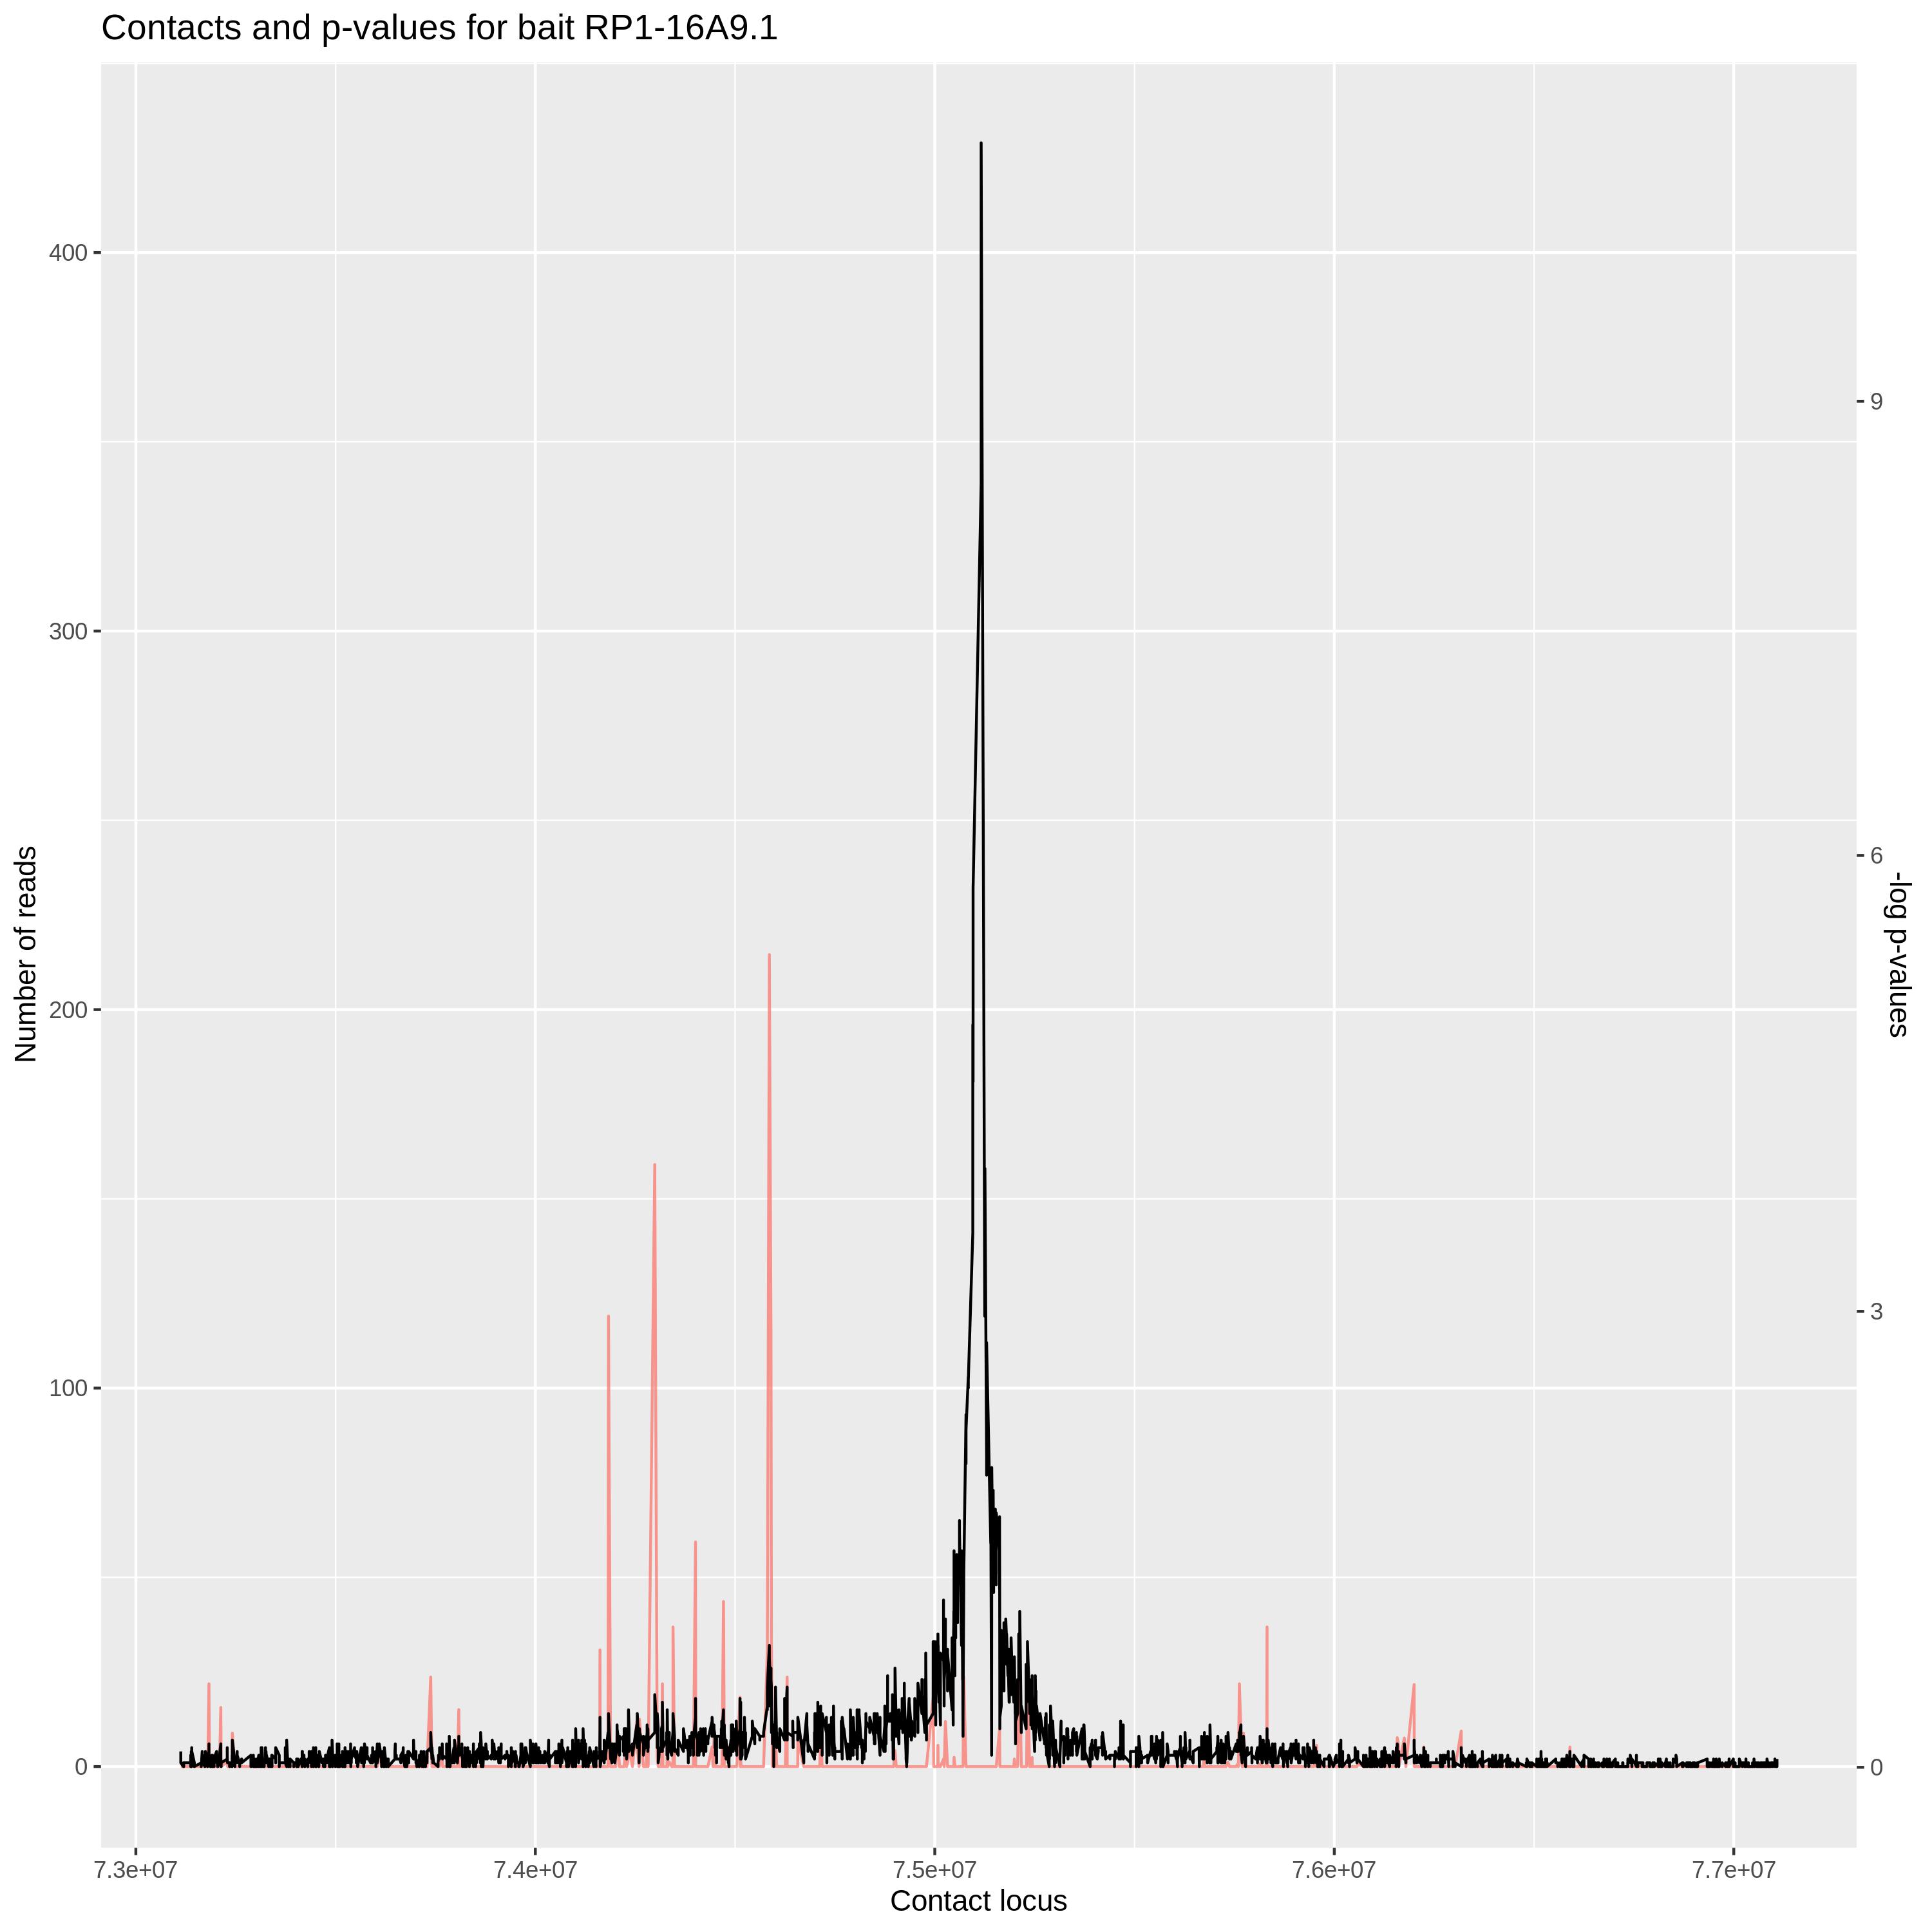 Contacts and p-values for bait RP1-16A9.1
Number of reads
400
300
200
100
0
9
6
3
0
-log p-values
7.3e+07
7.4e+07
7.5e+07
7.6e+07
7.7e+07
Contact locus